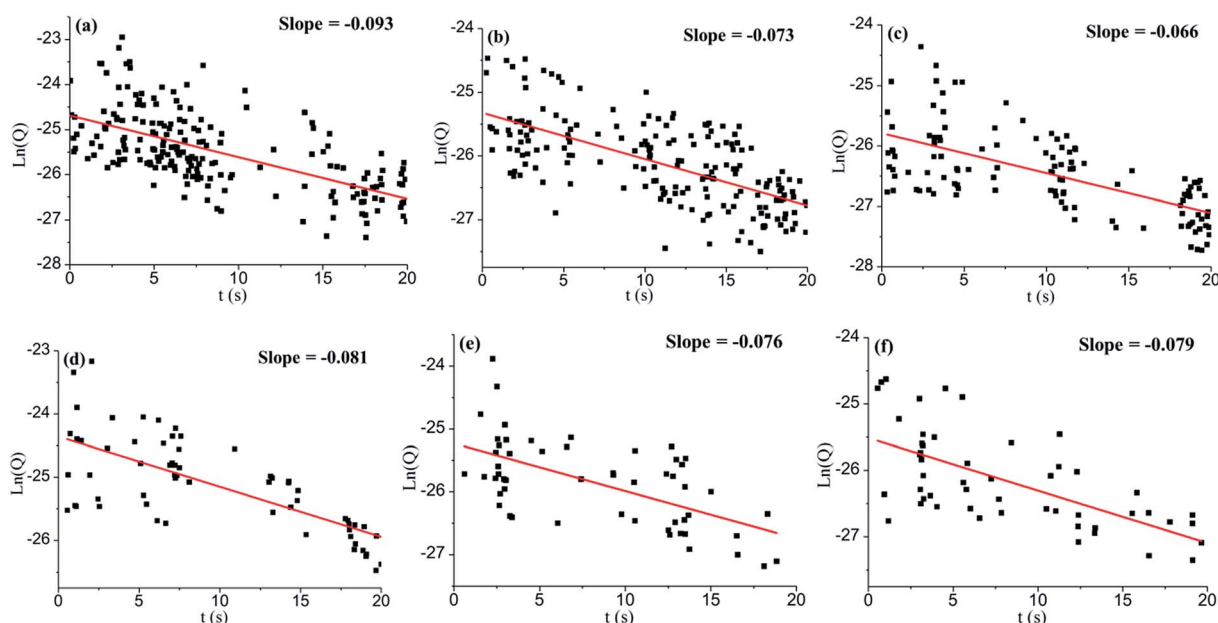 (a) Slope = -0.093
-23
-24
-25
-26
-27
-28
Ln(Q)
0 5 10 15 20
t (s)
(b) Slope = -0.073
-24
-25
-26
-27
Ln(Q)
0 5 10 15 20
t (s)
(c) Slope = -0.066
-24
-25
-26
-27
-28
Ln(Q)
0 5 10 15 20
t (s)
(d) Slope = -0.081
-23
-24
-25
-26
Ln(Q)
0 5 10 15 20
t (s)
(e) Slope = -0.076
-24
-25
-26
-27
Ln(Q)
0 5 10 15 20
t (s)
(f) Slope = -0.079
-24
-25
-26
-27
Ln(Q)
0 5 10 15 20
t (s)